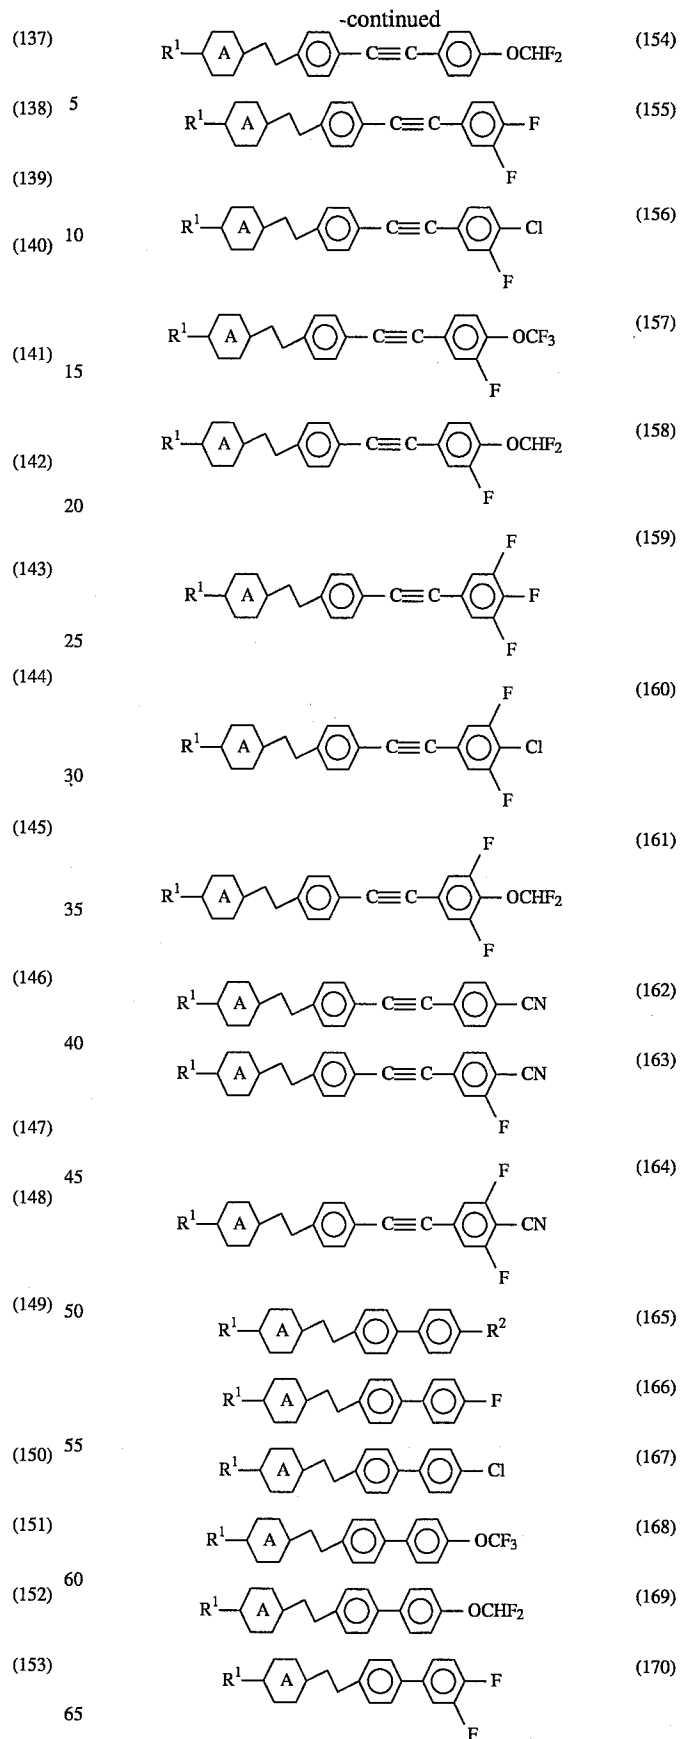 -continued
(137) R¹ A C≡C OCHF₂ (154)
(138) 5 R¹ A C≡C F (155)
F
(139)
(140) 10 R¹ A C≡C Cl (156)
F
(141) 15 R¹ A C≡C OCF₃ (157)
F
(142) R¹ A C≡C OCHF₂ (158)
20 F
F (159)
(143) R¹ A C≡C F
25 F
(144) F (160)
R¹ A C≡C Cl
30 F
(145) F (161)
35 R¹ A C≡C OCHF₂
F
(146) R¹ A C≡C CN (162)
40
R¹ A C≡C CN (163)
(147) F
45 F (164)
(148) R¹ A C≡C CN
F
(149) 50 R¹ A R² (165)
R¹ A F (166)
(150) 55 R¹ A Cl (167)
(151) R¹ A OCF₃ (168)
60
(152) R¹ A OCHF₂ (169)
(153) R¹ A F (170)
65 F